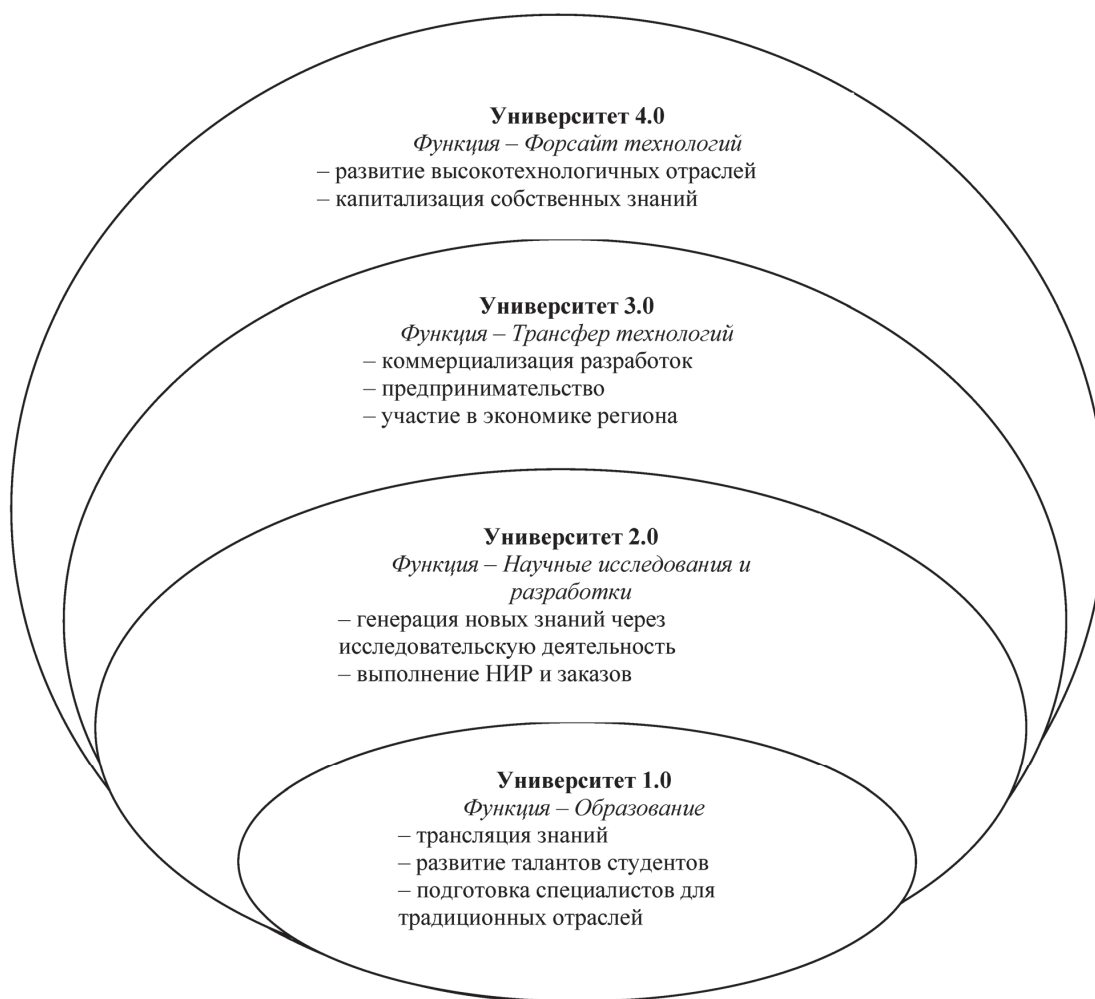 Университет 4.0
Функция – Форсайт технологий
– развитие высокотехнологичных отраслей
– капитализация собственных знаний
Университет 3.0
Функция – Трансфер технологий
– коммерциализация разработок
– предпринимательство
– участие в экономике региона
Университет 2.0
Функция – Научные исследования и
разработки
– генерация новых знаний через
исследовательскую деятельность
– выполнение НИР и заказов
Университет 1.0
Функция – Образование
– трансляция знаний
– развитие талантов студентов
– подготовка специалистов для
традиционных отраслей